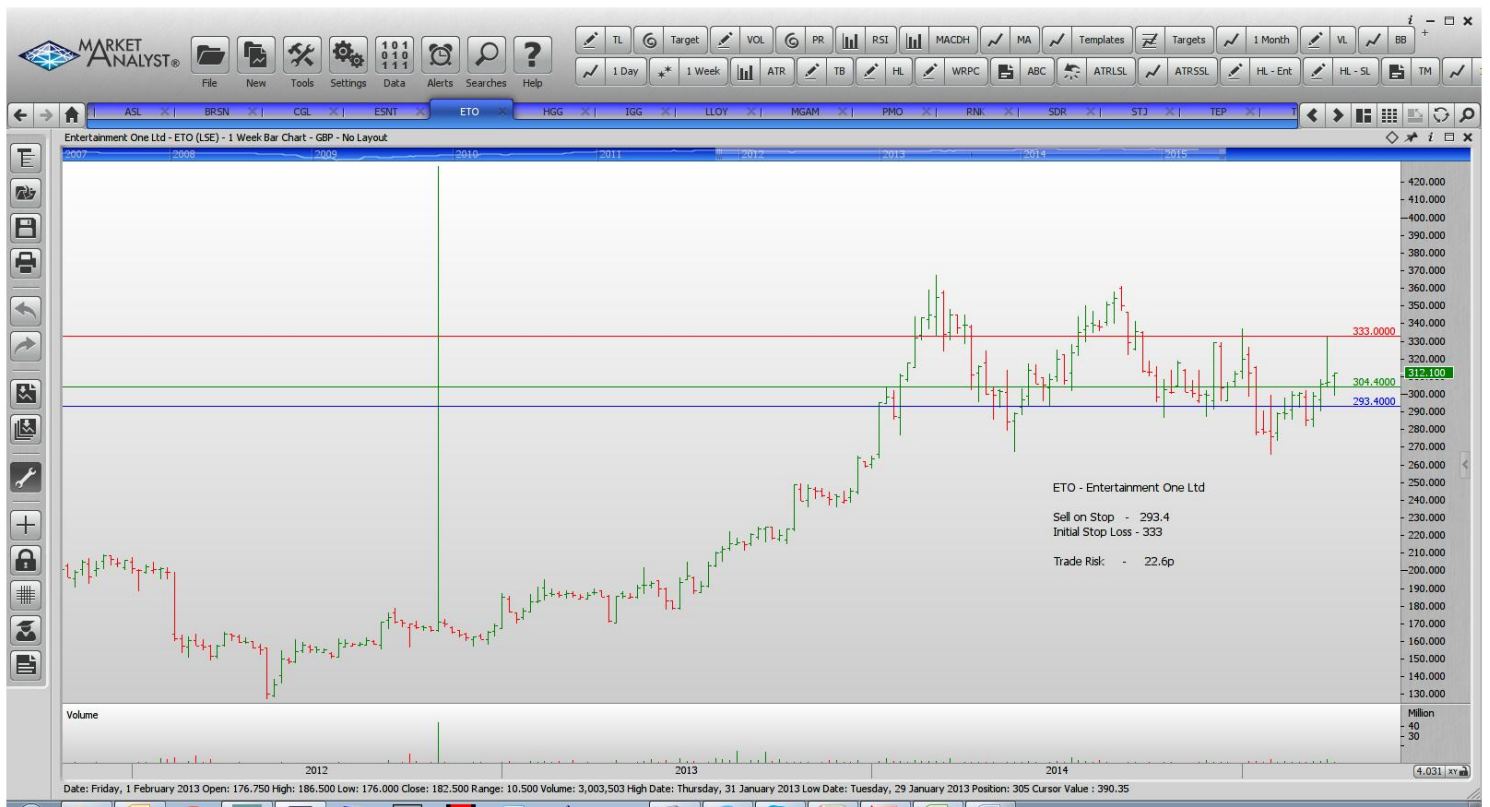 i
MARKET ANALYST®
File New Tools Settings Data Alerts Searches Help
TL Target VOL PR RSI MACDH MA Templates Targets 1 Month VL BB
1 Day 1 Week ATR TB HL WRPC ABC ATRLSL ATRSSL HL - Ent HL - SL TM
ASL BRSN CGL ESNT ETO HGG IGG LLOY MGAM PMO RNK SDR STJ TEP T
Entertainment One Ltd - ETO (LSE) - 1 Week Bar Chart - GBP - No Layout
2007 2008 2009 2010 2011 2012 2013 2014 2015
420.000
410.000
400.000
390.000
380.000
370.000
360.000
350.000
340.000
333.0000
330.000
320.000
312.100
304.4000
300.000
293.4000
290.000
280.000
270.000
260.000
250.000
240.000
230.000
220.000
210.000
200.000
190.000
180.000
170.000
160.000
150.000
140.000
130.000
ETO - Entertainment One Ltd
Sell on Stop - 293.4
Initial Stop Loss - 333
Trade Risk - 22.6p
Volume
Million
40
30
2012 2013 2014
4.031 XY
Date: Friday, 1 February 2013 Open: 176.750 High: 186.500 Low: 176.000 Close: 182.500 Range: 10.500 Volume: 3,003,503 High Date: Thursday, 31 January 2013 Low Date: Tuesday, 29 January 2013 Position: 305 Cursor Value : 390.35